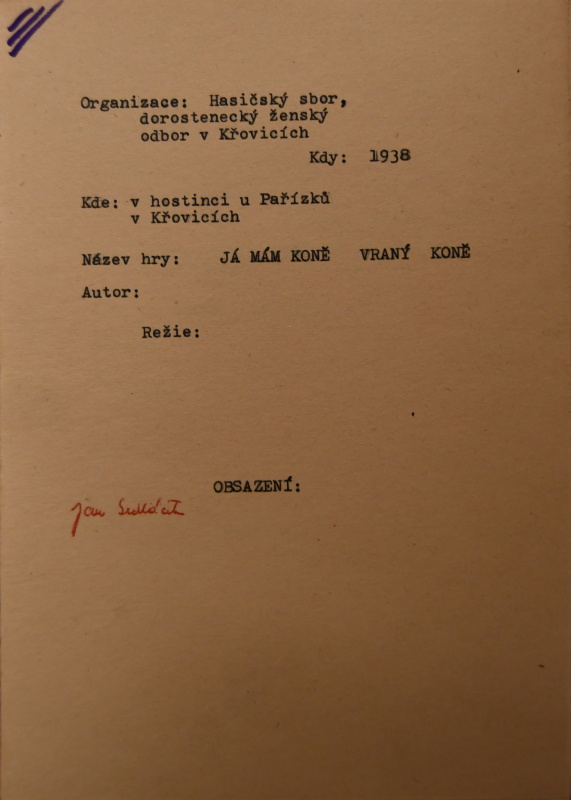 Organizace: Hasičský sbor,
dorostenecký ženský
odbor v Křovicích
Kdy: 1938
Kde: v hostinci u Pařízků
v Křovicích
Název hry: JÁ MÁM KONĚ VRANÝ KONĚ
Autor:
Režie:
OBSAZENÍ:
Jan Sedláček